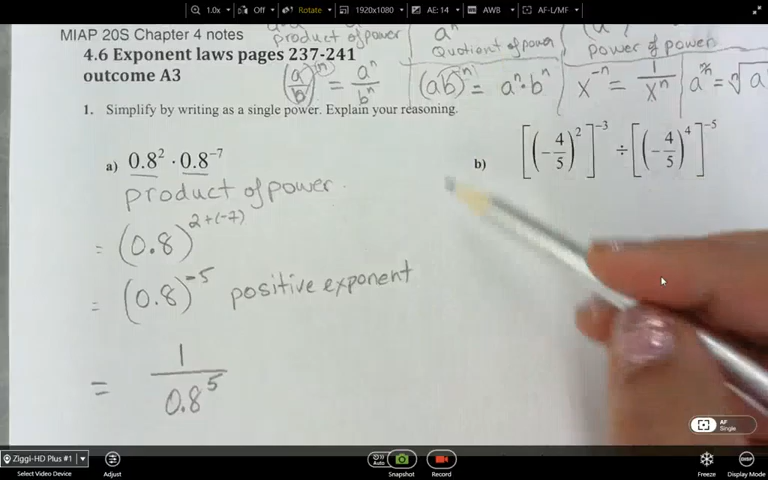 1.0x Off Rotate 1920x1080 AE: 14 AWB AF-L/MF
MIAP 20S Chapter 4 notes
product of power
a^n
Quotient of power
power of power
4.6 Exponent laws pages 237-241
outcome A3
(a/b)^(n) = a^n/b^n
(ab)^(n) = a^n · b^n
x^-n = 1/x^n
1. Simplify by writing as a single power. Explain your reasoning.
a) 0.8^2 · 0.8^-7
product of power.
= (0.8)^2+(-7)
= (0.8)^-5 positive exponent
= 1/0.8^5
b) [(-4/5)^2]^-3 ÷ [(-4/5)^4]^-5
AF
Single
Ziggi-HD Plus #1
Auto
Select Video Device Adjust Snapshot Record Freeze Display Mode